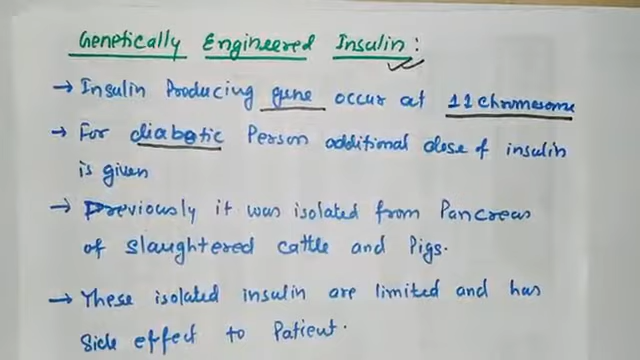 Genetically Engineered Insulin :
→ Insulin Producing gene occur at 11 chromosome
→ For diabetic Person additional dose of insulin
is given
→ Previously it was isolated from Pancreas
of slaughtered cattle and Pigs.
→ These isolated insulin are limited and has
Side effect to Patient.